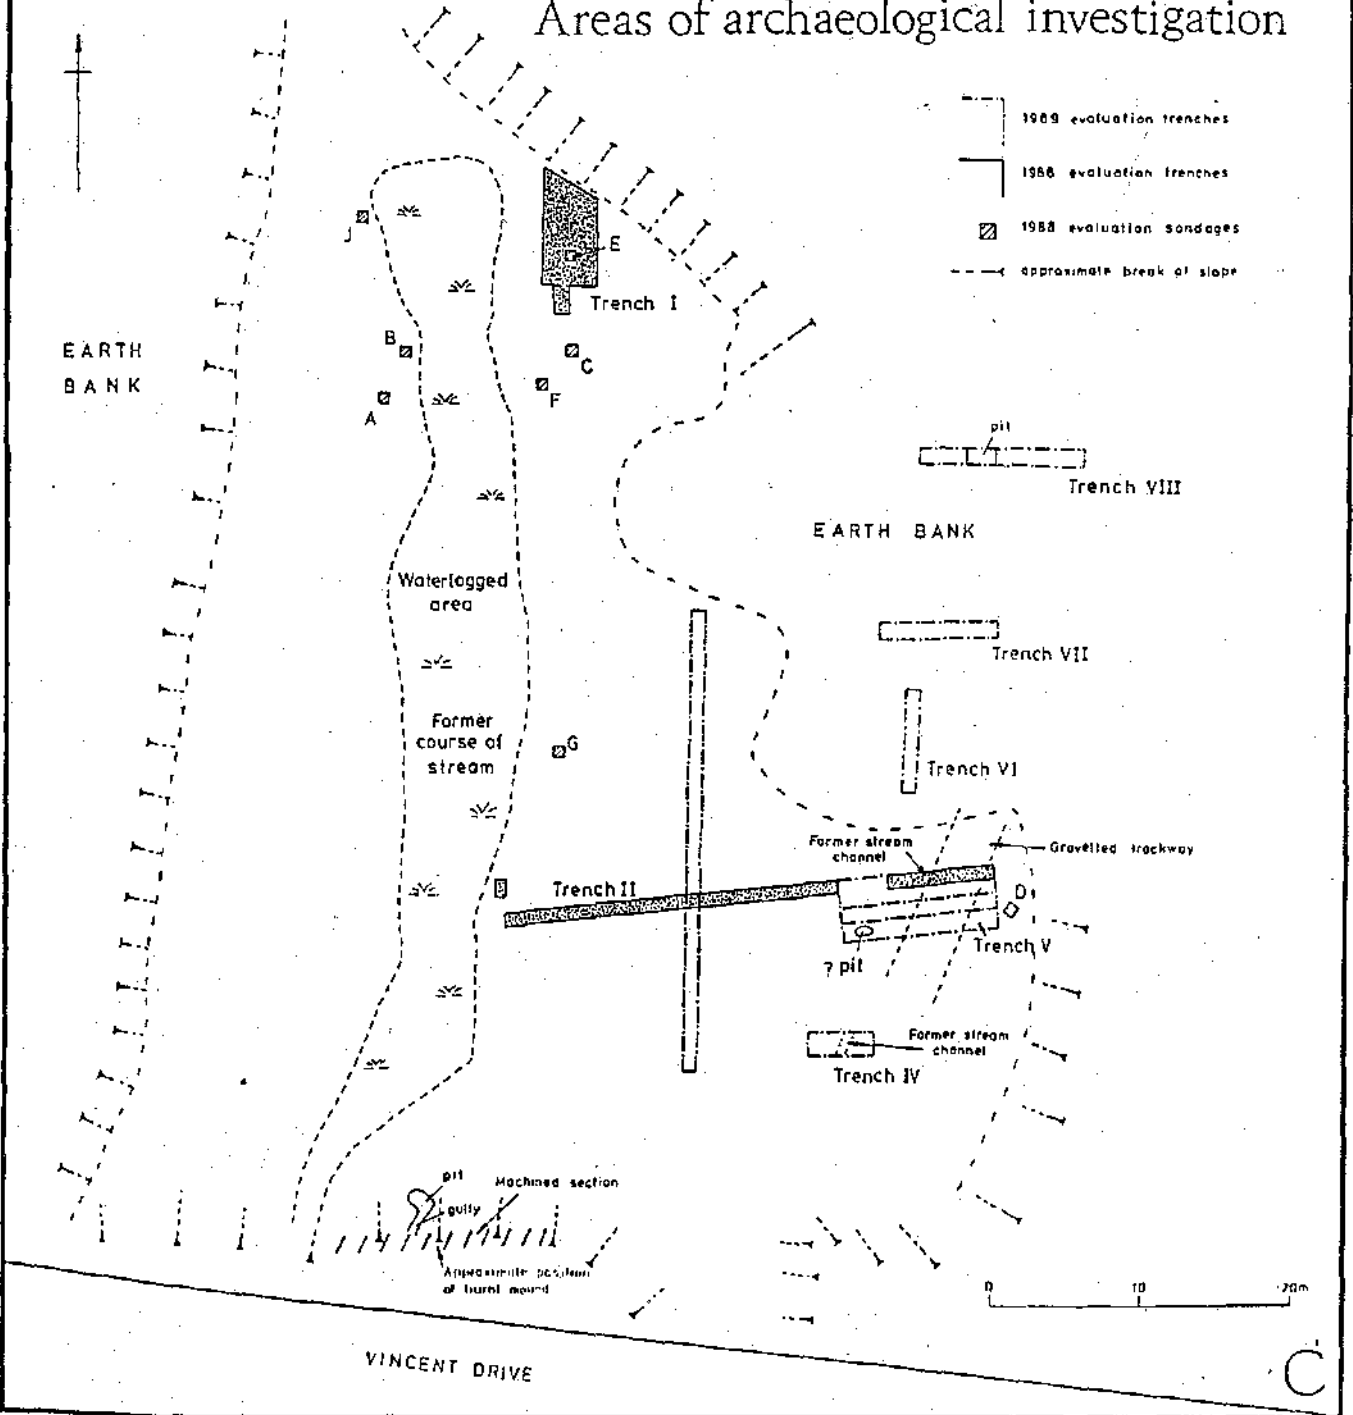 Areas of archaeological investigation
1989 evaluation trenches
1988 evaluation trenches
1988 evaluation sondages
approximate break of slope
J
E
Trench I
B
C
A
F
EARTH
BANK
pit
Trench VIII
EARTH BANK
Waterlogged
area
Trench VII
Former
course of
stream
G
Trench VI
Former stream
channel
Gravelled trackway
Trench II
D
Trench V
? pit
Former stream
channel
Trench IV
pit
Machined section
gully
Approximate position
of burnt mound
0 10 20m
VINCENT DRIVE
C